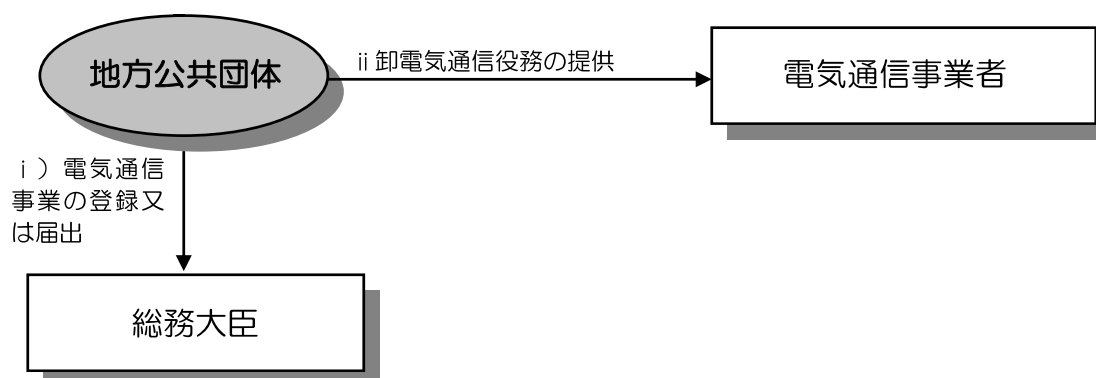 地方公共団体
ⅱ卸電気通信役務の提供
電気通信事業者
ⅰ）電気通信
事業の登録又
は届出
総務大臣